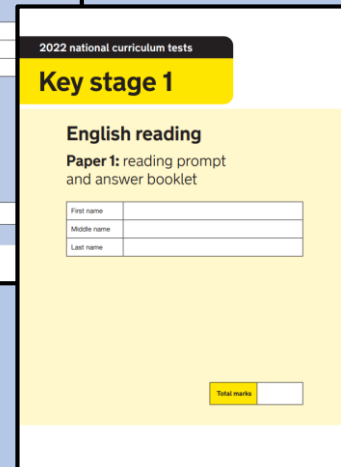 2022 national curriculum tests
Key stage 1
English reading
Paper 1: reading prompt
and answer booklet
First name
Middle name
Last name
Total marks